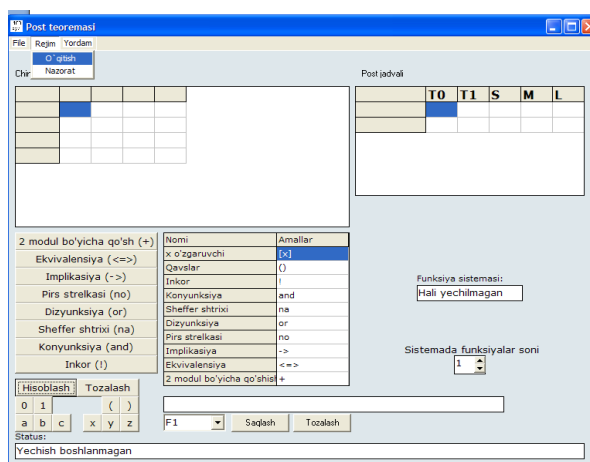 Post teoremasi
File Rejim Yordam
O`qitish
Nazorat
Post jadvali
T0 T1 S M L
2 modul bo'yicha qo'sh (+)
Ekvivalensiya (<=>)
Implikasiya (->)
Pirs strelkasi (no)
Dizyunksiya (or)
Sheffer shtrixi (na)
Konyunksiya (and)
Inkor (!)
Nomi Amallar
x o'zgaruvchi [x]
Qavslar ()
Inkor !
Konyunksiya and
Sheffer shtrixi na
Dizyunksiya or
Pirs strelkasi no
Implikasiya ->
Ekvivalensiya <=>
2 modul bo'yicha qo'shish +
Funksiya sistemasi:
Hali yechilmagan
Sistemada funksiyalar soni
1
Hisoblash Tozalash
0 1 ( )
a b c x y z
F1 Saqlash Tozalash
Status:
Yechish boshlanmagan